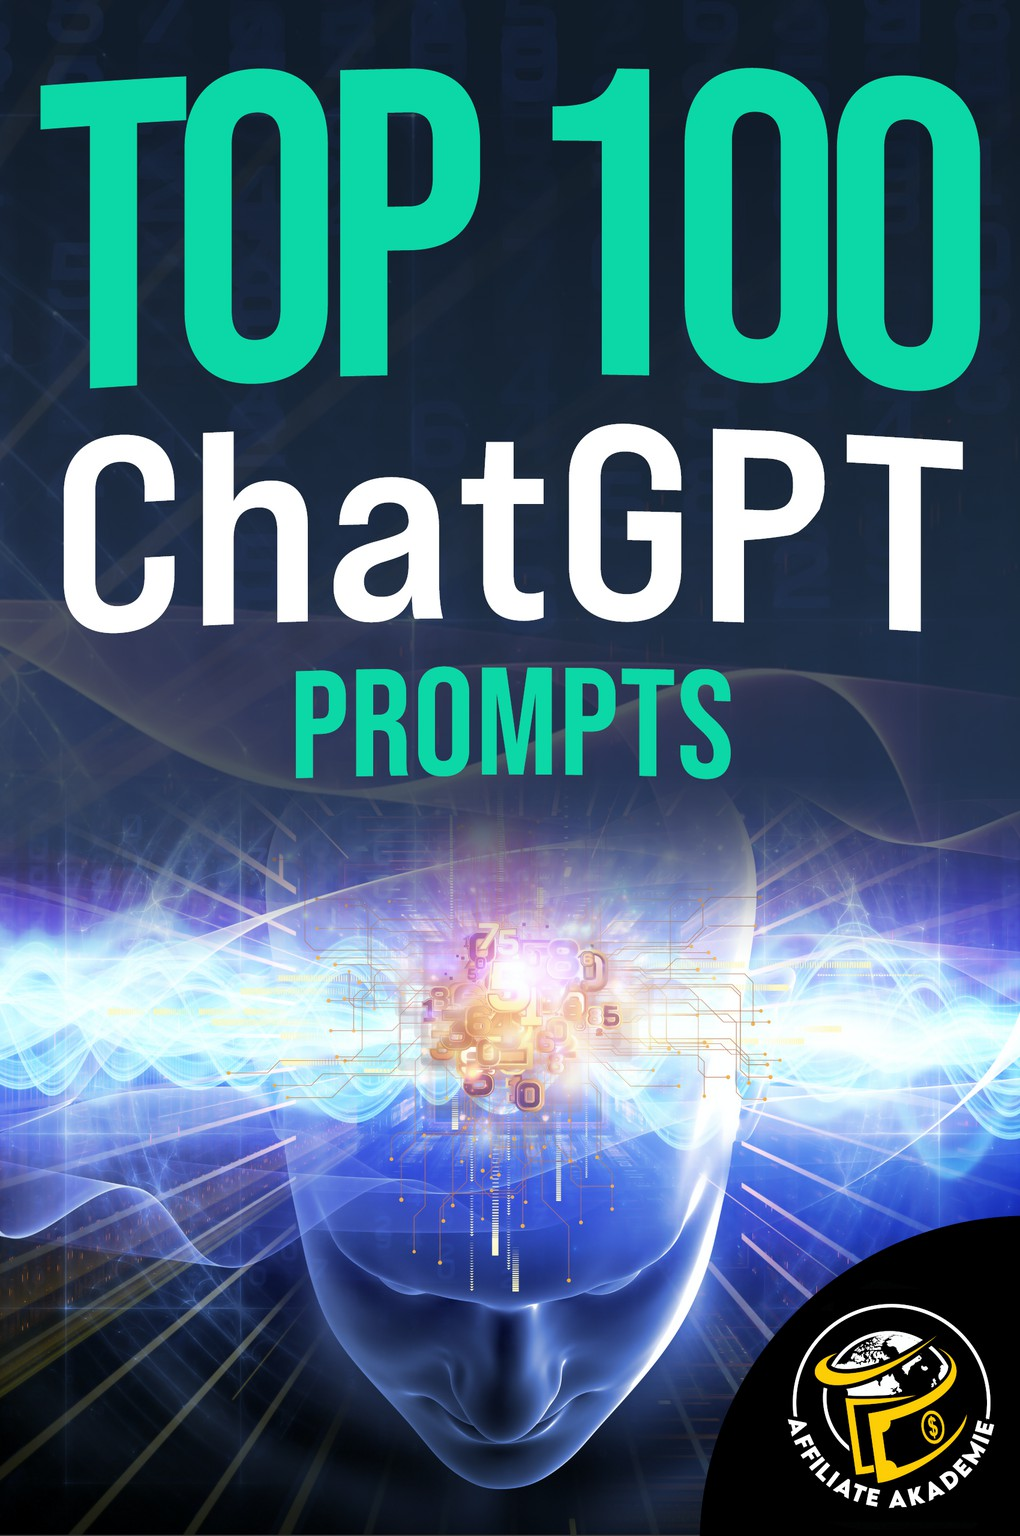 TOP 100
ChatGPT
PROMPTS
AFFILIATE AKADEMIE